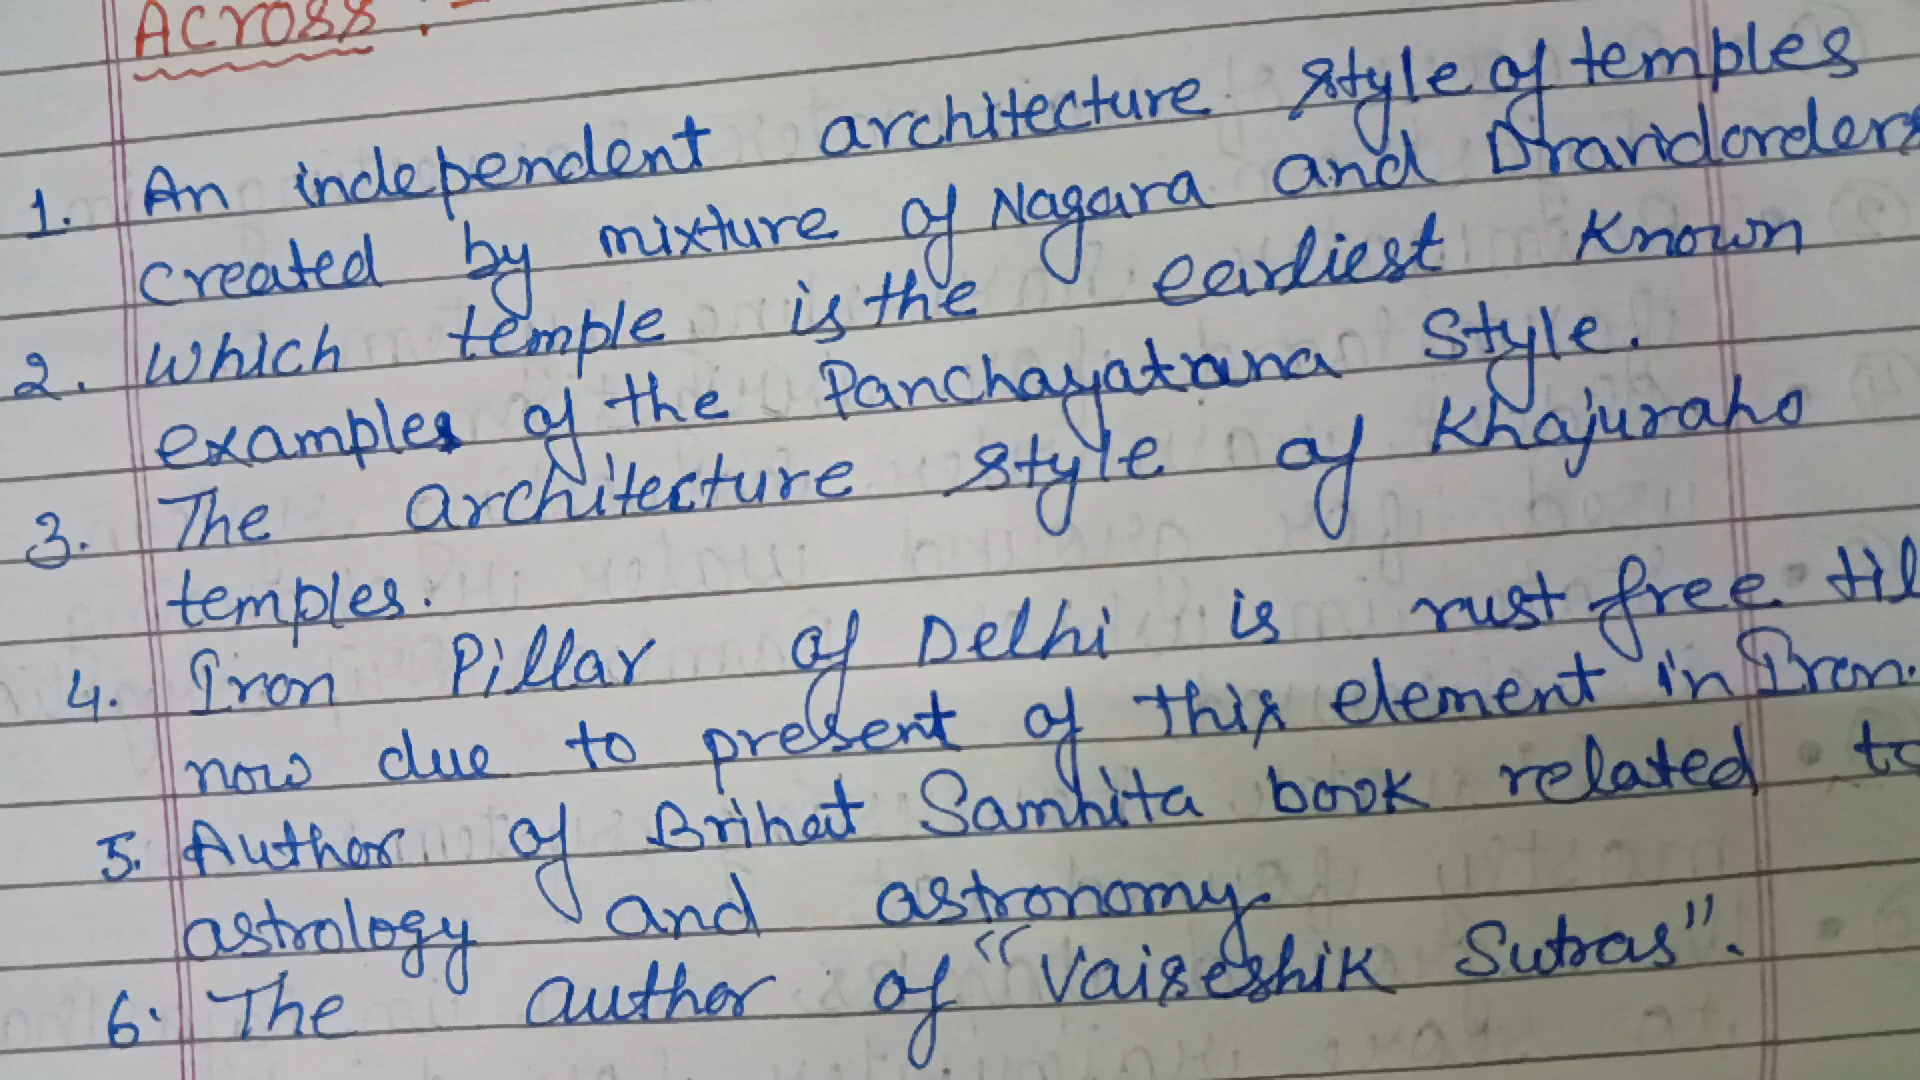 Across :-
1. An independent architecture style of temples
created by mixture of Nagara and Dravid orders
2. Which temple is the earliest known
examples of the Panchayatana Style.
3. The architecture style of Khajuraho
temples.
4. Iron Pillar of Delhi is rust free till
now due to present of this element in Iron.
5. Author of Brihat Samhita book related to
astrology and astronomy.
6. The author of "Vaiseshik Sutras".